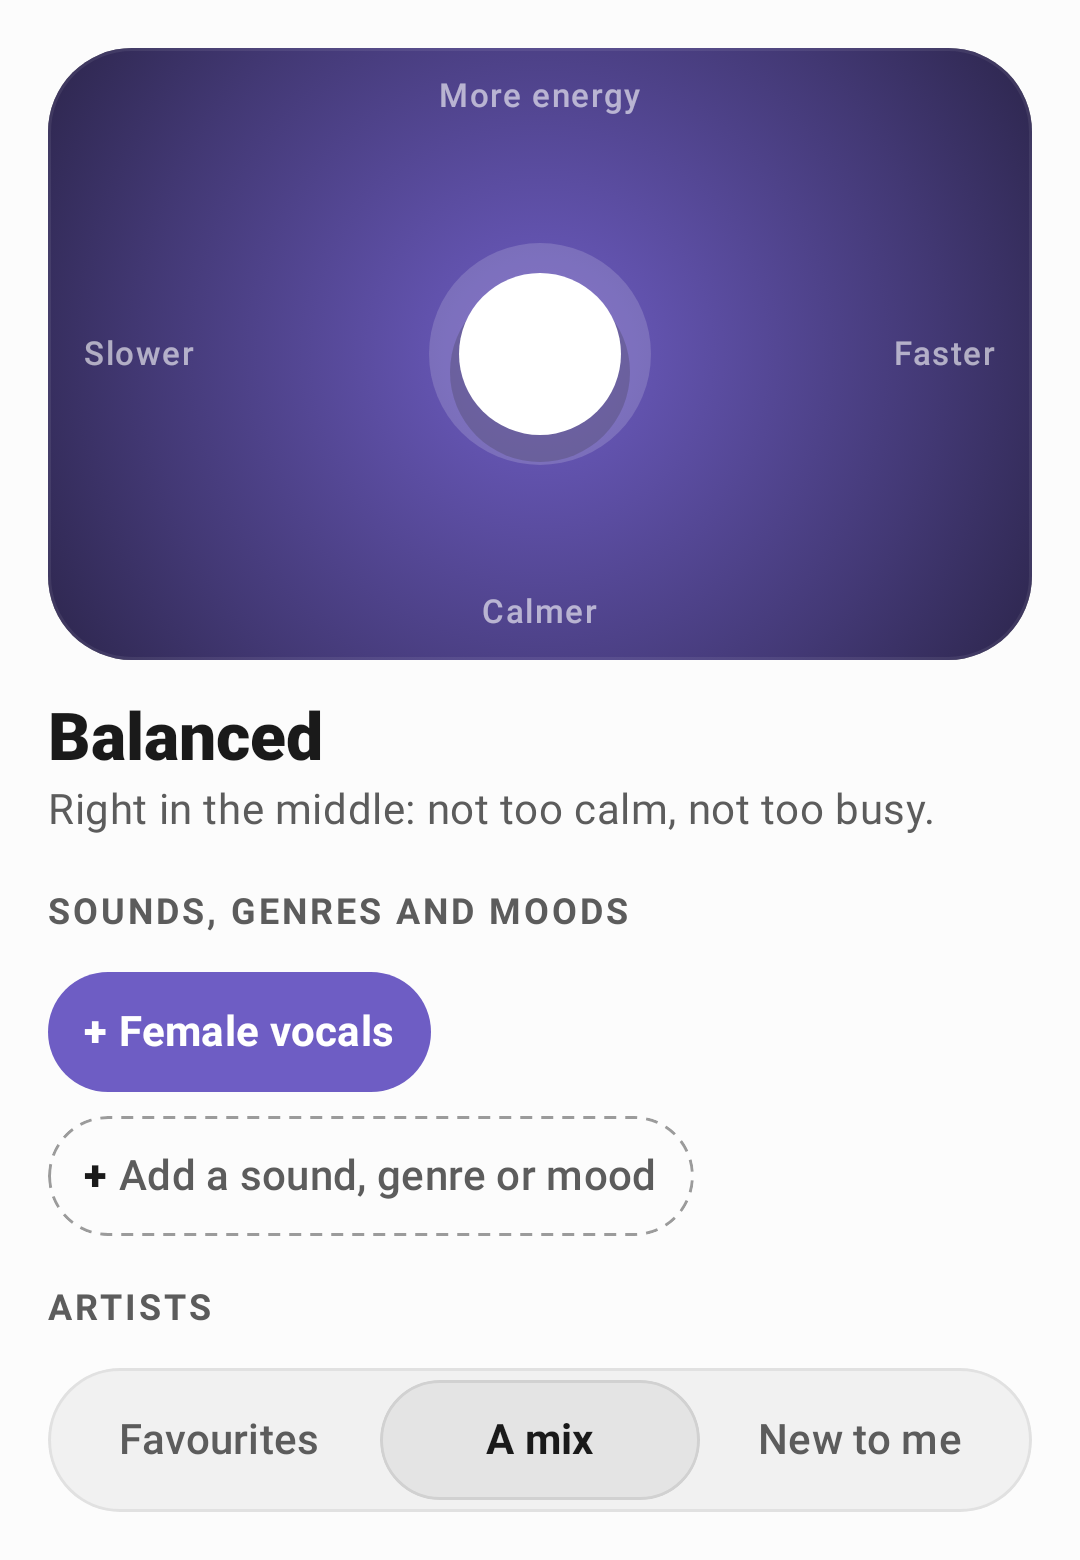 More energy
Slower
Faster
Calmer
Balanced
Right in the middle: not too calm, not too busy.
SOUNDS, GENRES AND MOODS
+ Female vocals
+ Add a sound, genre or mood
ARTISTS
Favourites
A mix
New to me